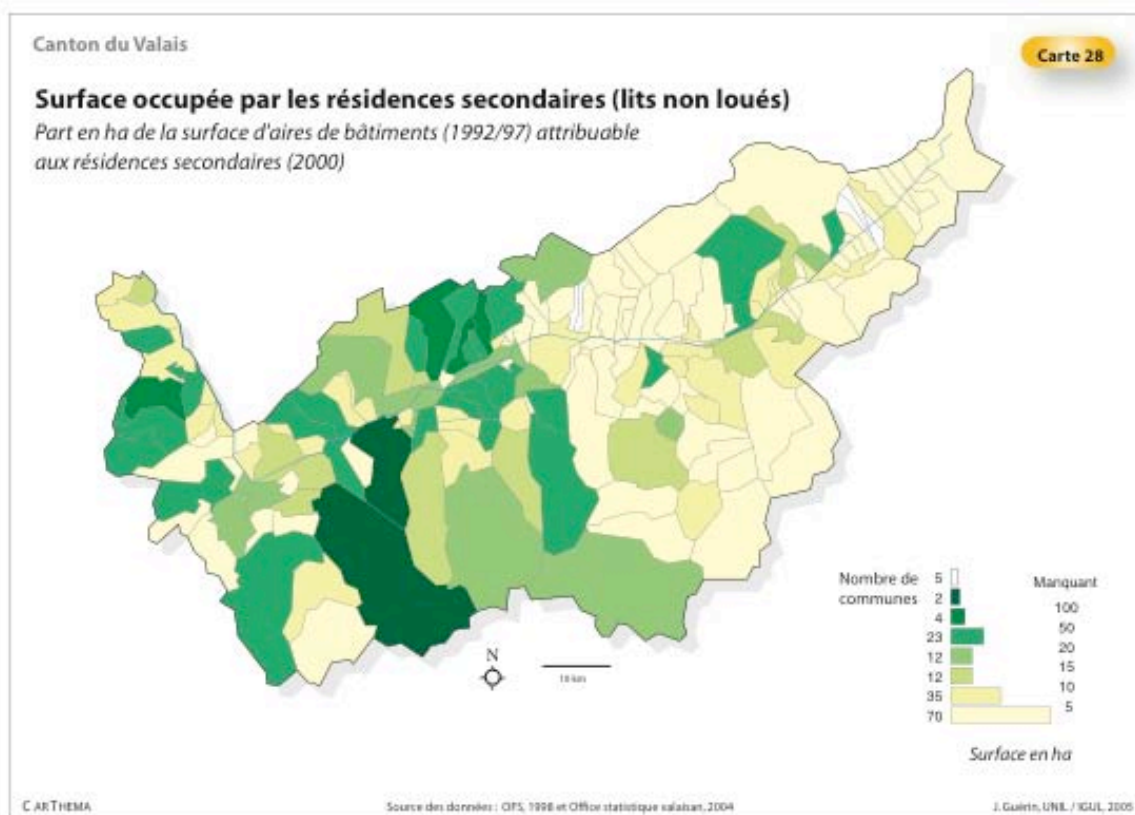 Canton du Valais
Carte 28
Surface occupée par les résidences secondaires (lits non loués)
Part en ha de la surface d'aires de bâtiments (1992/97) attribuable
aux résidences secondaires (2000)
Nombre de
communes
5
2
4
23
12
12
35
70
Manquant
100
50
20
15
10
5
Surface en ha
N
10 km
C ARTHEMA
Source des données : OFS, 1998 et Office statistique valaisan, 2004
J. Guérin, UNIL / IGUL, 2005